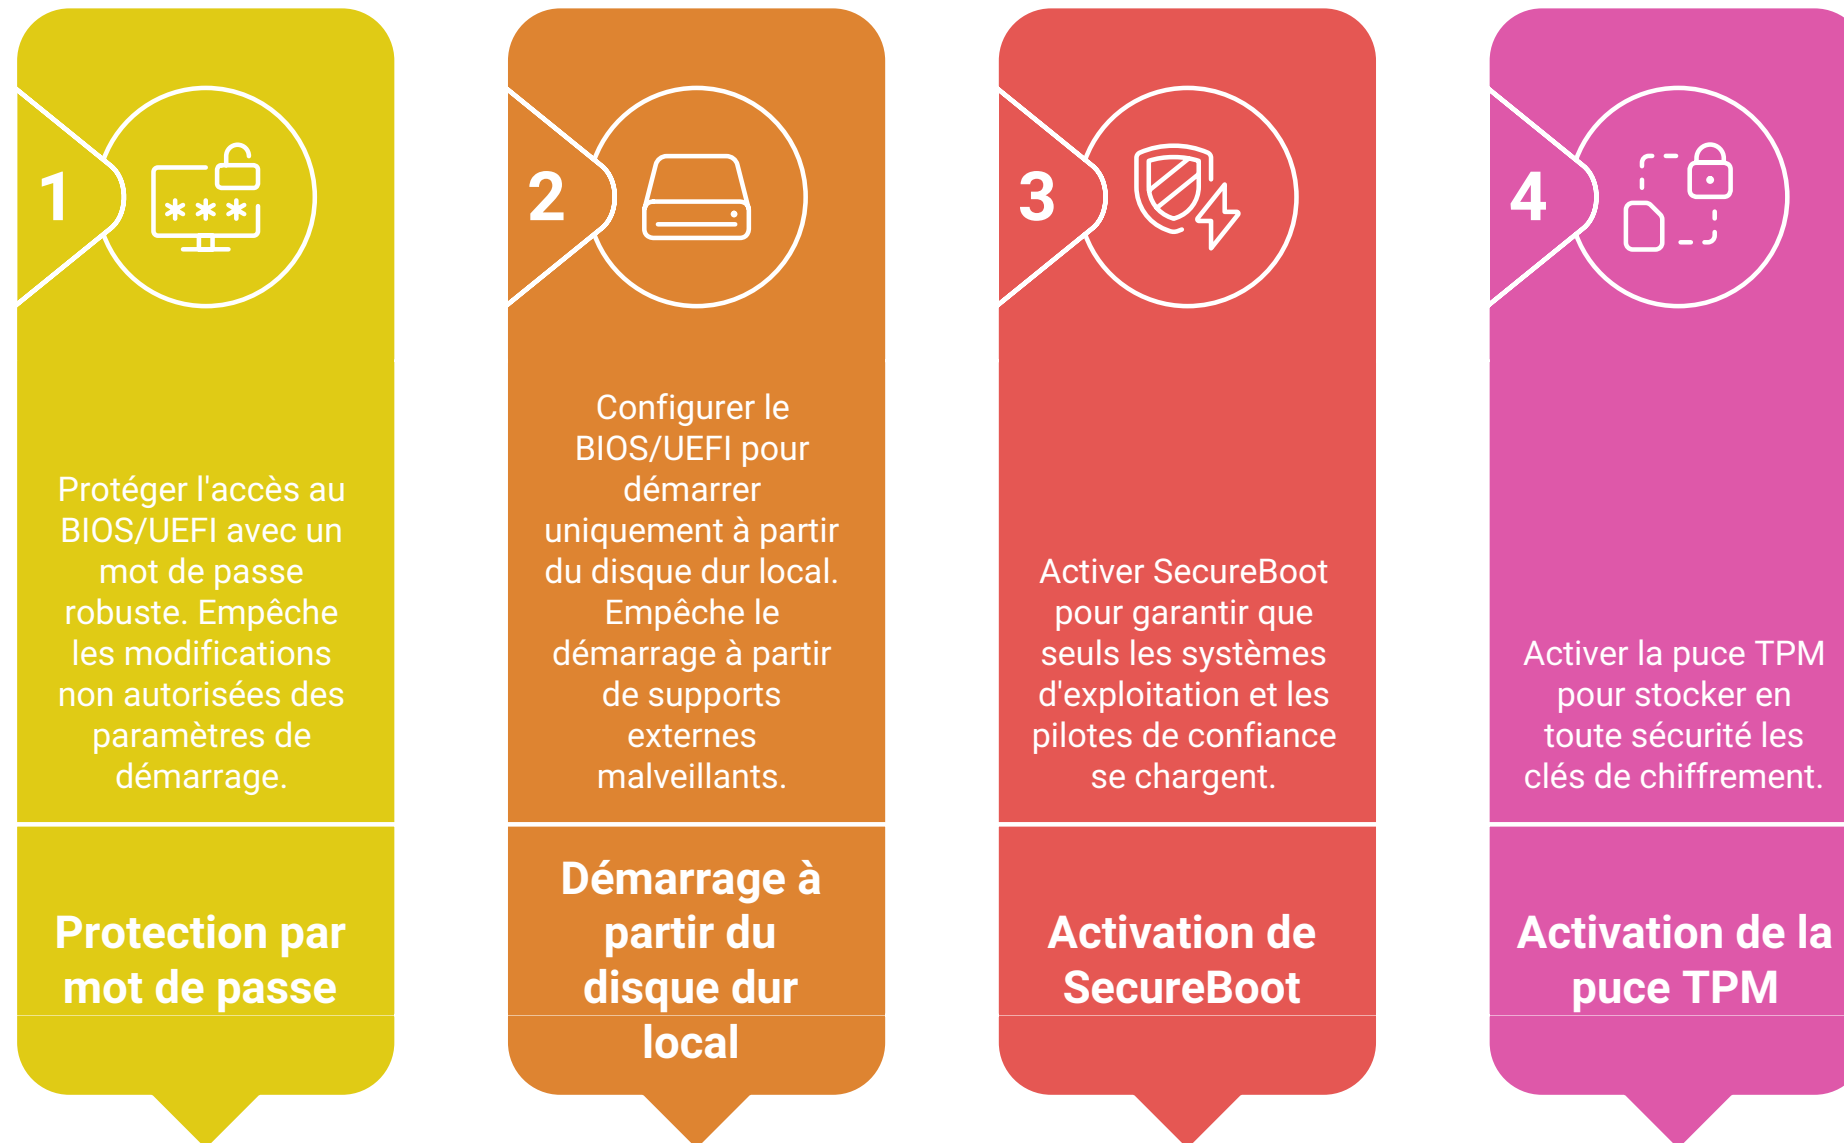 1
Protéger l'accès au
BIOS/UEFI avec un
mot de passe
robuste. Empêche
les modifications
non autorisées des
paramètres de
démarrage.
Protection par
mot de passe
2
Configurer le
BIOS/UEFI pour
démarrer
uniquement à partir
du disque dur local.
Empêche le
démarrage à partir
de supports
externes
malveillants.
Démarrage à
partir du
disque dur
local
3
Activer SecureBoot
pour garantir que
seuls les systèmes
d'exploitation et les
pilotes de confiance
se chargent.
Activation de
SecureBoot
4
Activer la puce TPM
pour stocker en
toute sécurité les
clés de chiffrement.
Activation de la
puce TPM